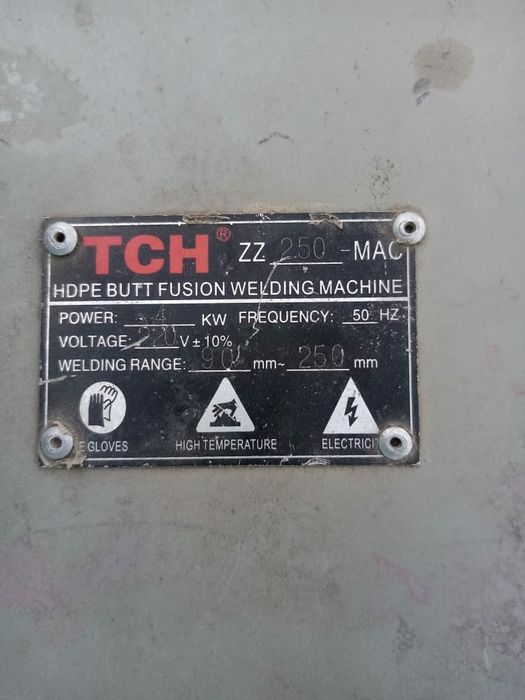 TCH® ZZ 250 -MAC
HDPE BUTT FUSION WELDING MACHINE
POWER: 4 KW FREQUENCY: 50 HZ
VOLTAGE: 220 V ± 10%
WELDING RANGE: 90 mm~ 250 mm
GLOVES HIGH TEMPERATURE